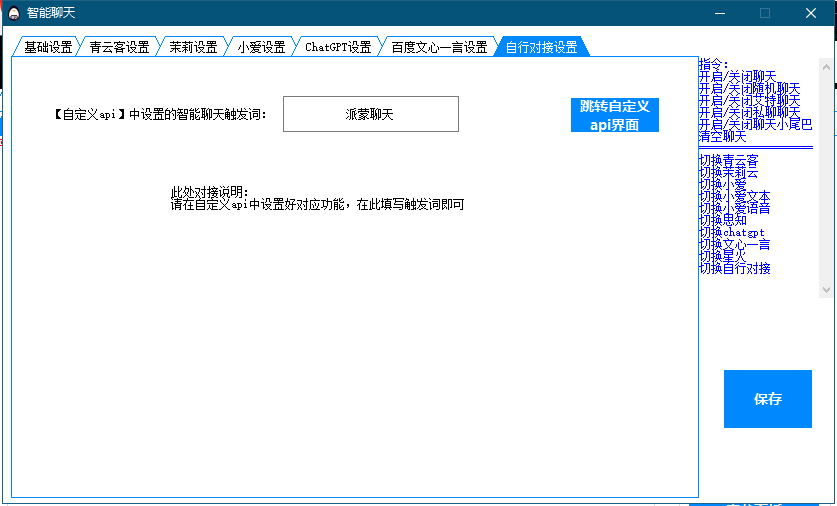 智能聊天
基础设置
青云客设置
茉莉设置
小爱设置
ChatGPT设置
百度文心一言设置
自行对接设置
【自定义api】中设置的智能聊天触发词：
派蒙聊天
跳转自定义
api界面
此处对接说明：
请在自定义api中设置好对应功能，在此填写触发词即可
指令：
开启/关闭聊天
开启/关闭随机聊天
开启/关闭艾特聊天
开启/关闭私聊聊天
开启/关闭聊天小尾巴
清空聊天
切换青云客
切换茉莉云
切换小爱
切换小爱文本
切换小爱语音
切换思知
切换chatgpt
切换文心一言
切换星火
切换自行对接
保存